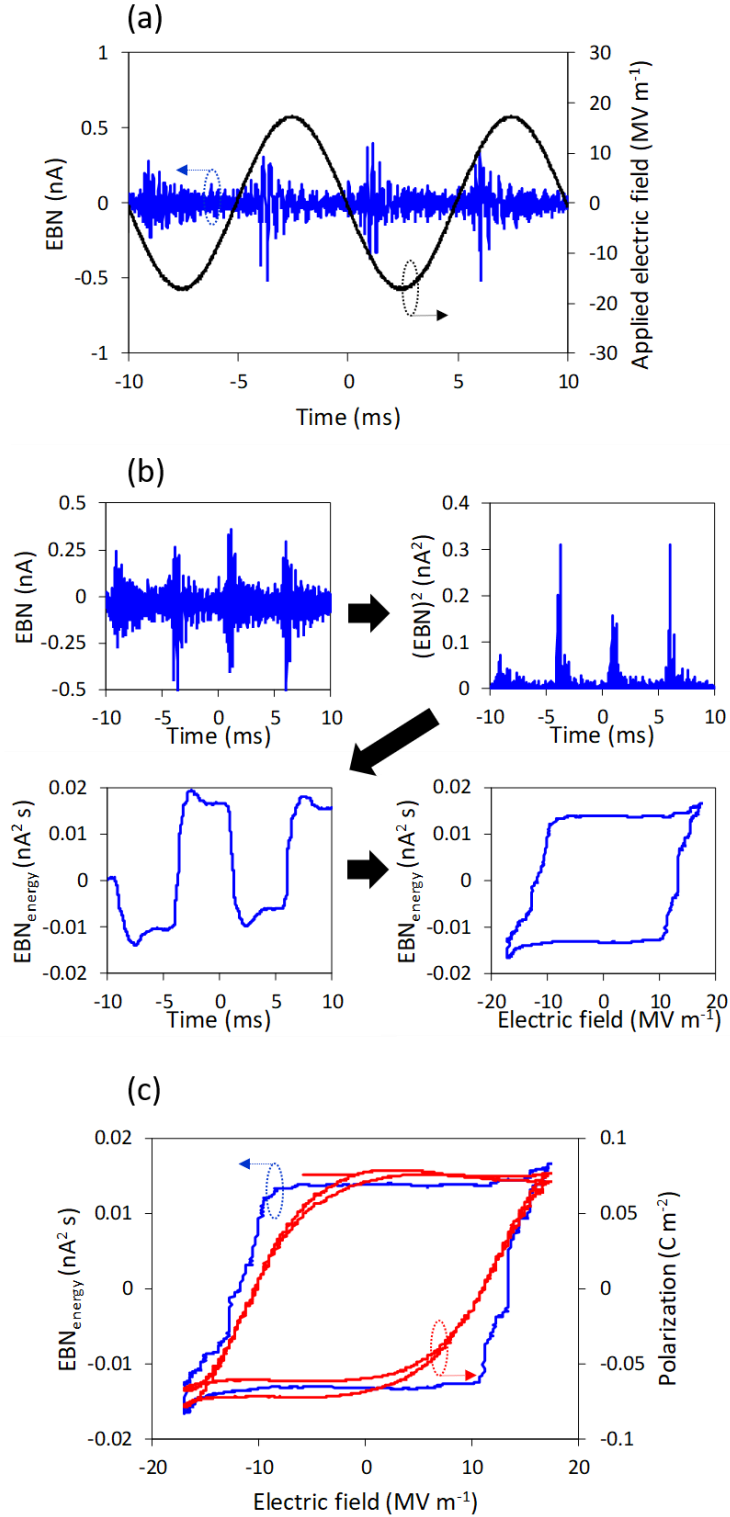 (a)
1
0.5
0
-0.5
-1
EBN (nA)
30
20
10
0
-10
-20
-30
Applied electric field (MV m⁻¹)
-10 -5 0 5 10
Time (ms)
(b)
0.5
0.25
0
-0.25
-0.5
EBN (nA)
-10 -5 0 5 10
Time (ms)
0.4
0.3
0.2
0.1
0
(EBN)² (nA²)
-10 -5 0 5 10
Time (ms)
0.02
0.01
0
-0.01
-0.02
EBNenergy (nA² s)
-10 -5 0 5 10
Time (ms)
0.02
0.01
0
-0.01
-0.02
EBNenergy (nA² s)
-20 -10 0 10 20
Electric field (MV m⁻¹)
(c)
0.02
0.01
0
-0.01
-0.02
EBNenergy (nA² s)
0.1
0.05
0
-0.05
-0.1
Polarization (C m⁻²)
-20 -10 0 10 20
Electric field (MV m⁻¹)